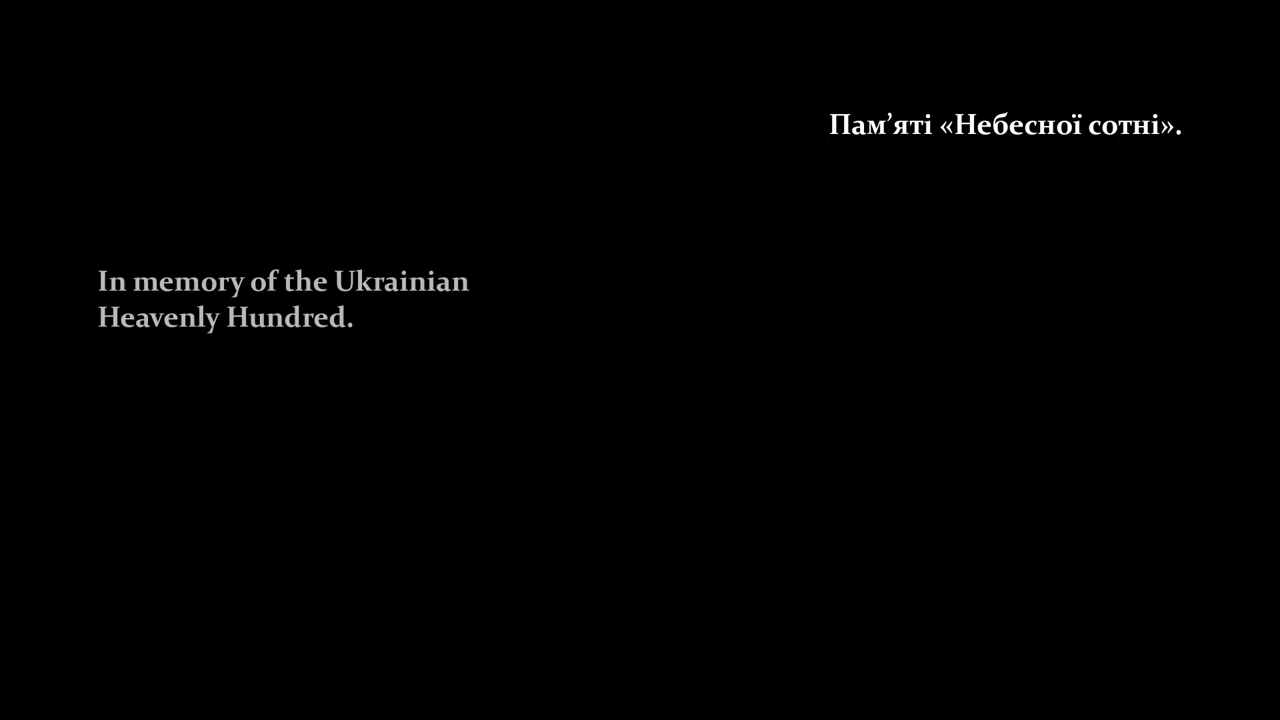 Пам’яті «Небесної сотні».
In memory of the Ukrainian
Heavenly Hundred.